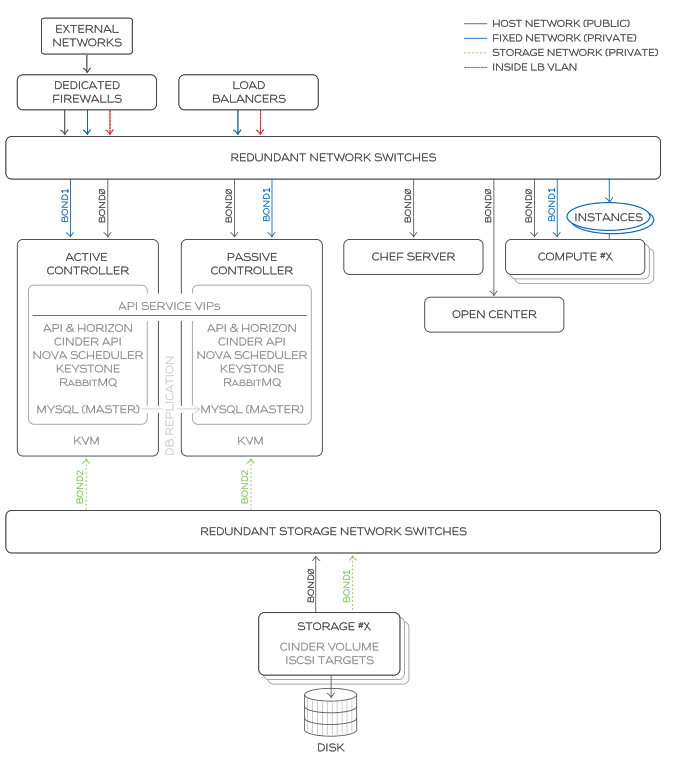 HOST NETWORK (PUBLIC)
FIXED NETWORK (PRIVATE)
STORAGE NETWORK (PRIVATE)
INSIDE LB VLAN
EXTERNAL
NETWORKS
DEDICATED
FIREWALLS
LOAD
BALANCERS
REDUNDANT NETWORK SWITCHES
BOND1
BOND0
BOND0
BOND1
BOND0
BOND0
BOND0
BOND1
INSTANCES
ACTIVE
CONTROLLER
PASSIVE
CONTROLLER
CHEF SERVER
COMPUTE #X
OPEN CENTER
API SERVICE VIPs
API & HORIZON
CINDER API
NOVA SCHEDULER
KEYSTONE
RABBITMQ
MYSQL (MASTER)
KVM
API & HORIZON
CINDER API
NOVA SCHEDULER
KEYSTONE
RABBITMQ
MYSQL (MASTER)
KVM
DB REPLICATION
BOND2
BOND2
REDUNDANT STORAGE NETWORK SWITCHES
BOND0
BOND1
STORAGE #X
CINDER VOLUME
ISCSI TARGETS
DISK